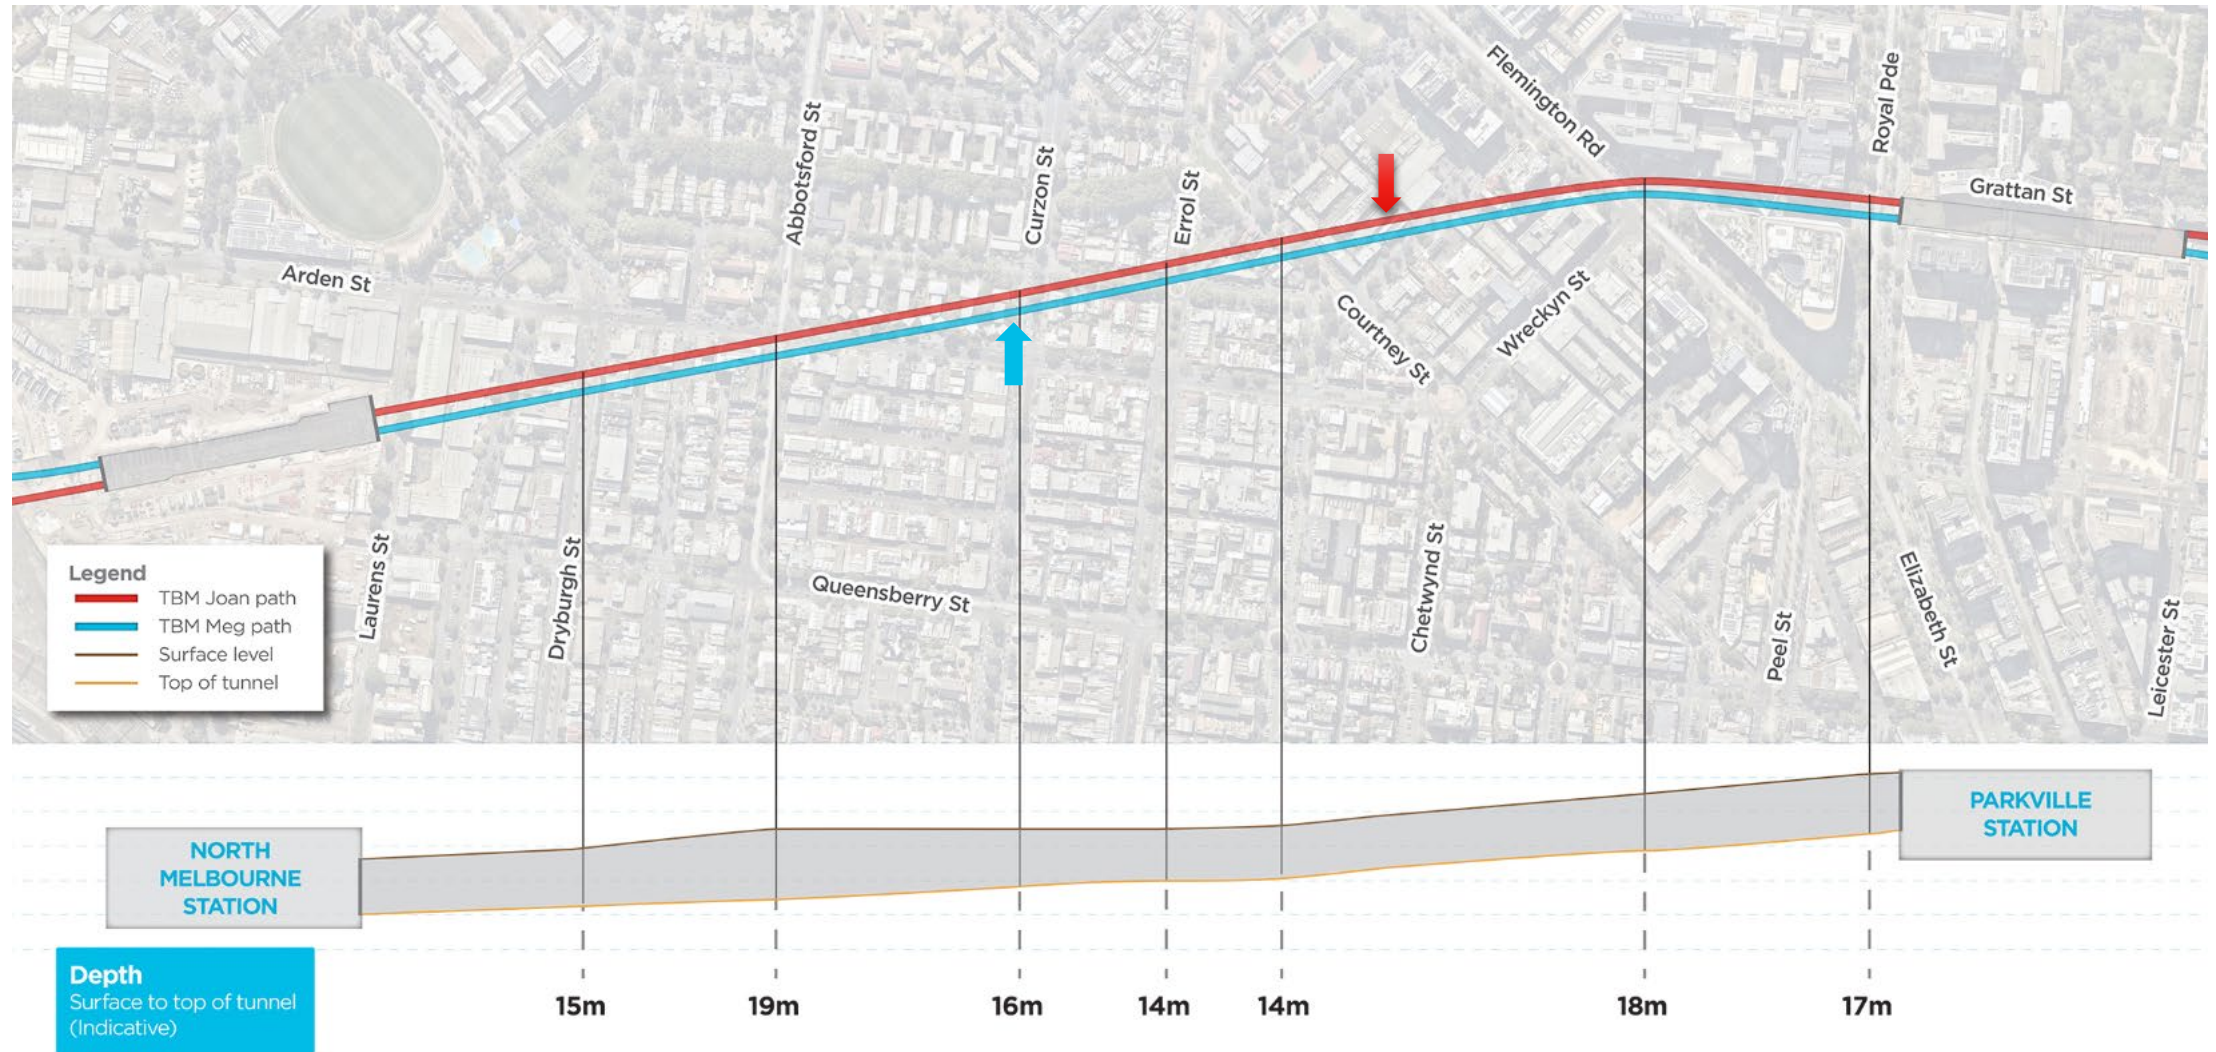 Flemington Rd
Royal Pde
Grattan St
Abbotsford St
Curzon St
Errol St
Arden St
Courtney St
Wreckyn St
Laurens St
Dryburgh St
Queensberry St
Chetwynd St
Peel St
Elizabeth St
Leicester St
Legend
TBM Joan path
TBM Meg path
Surface level
Top of tunnel
NORTH
MELBOURNE
STATION
PARKVILLE
STATION
Depth
Surface to top of tunnel
(Indicative)
15m
19m
16m
14m
14m
18m
17m